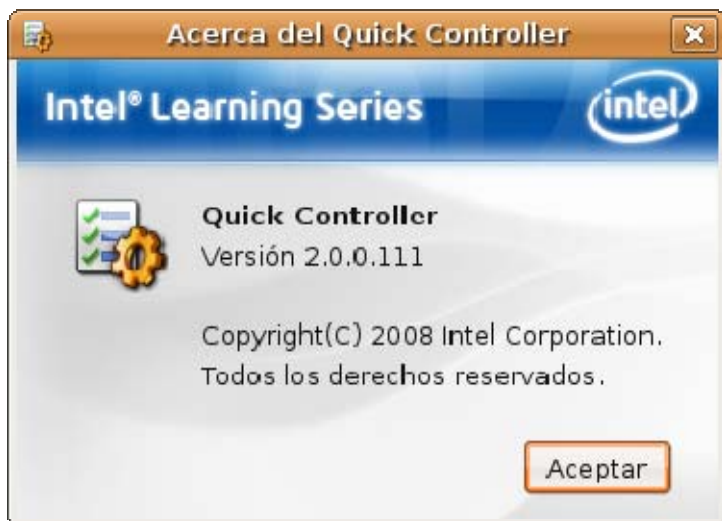 Acerca del Quick Controller
Intel® Learning Series
intel
Quick Controller
Versión 2.0.0.111
Copyright(C) 2008 Intel Corporation.
Todos los derechos reservados.
Aceptar